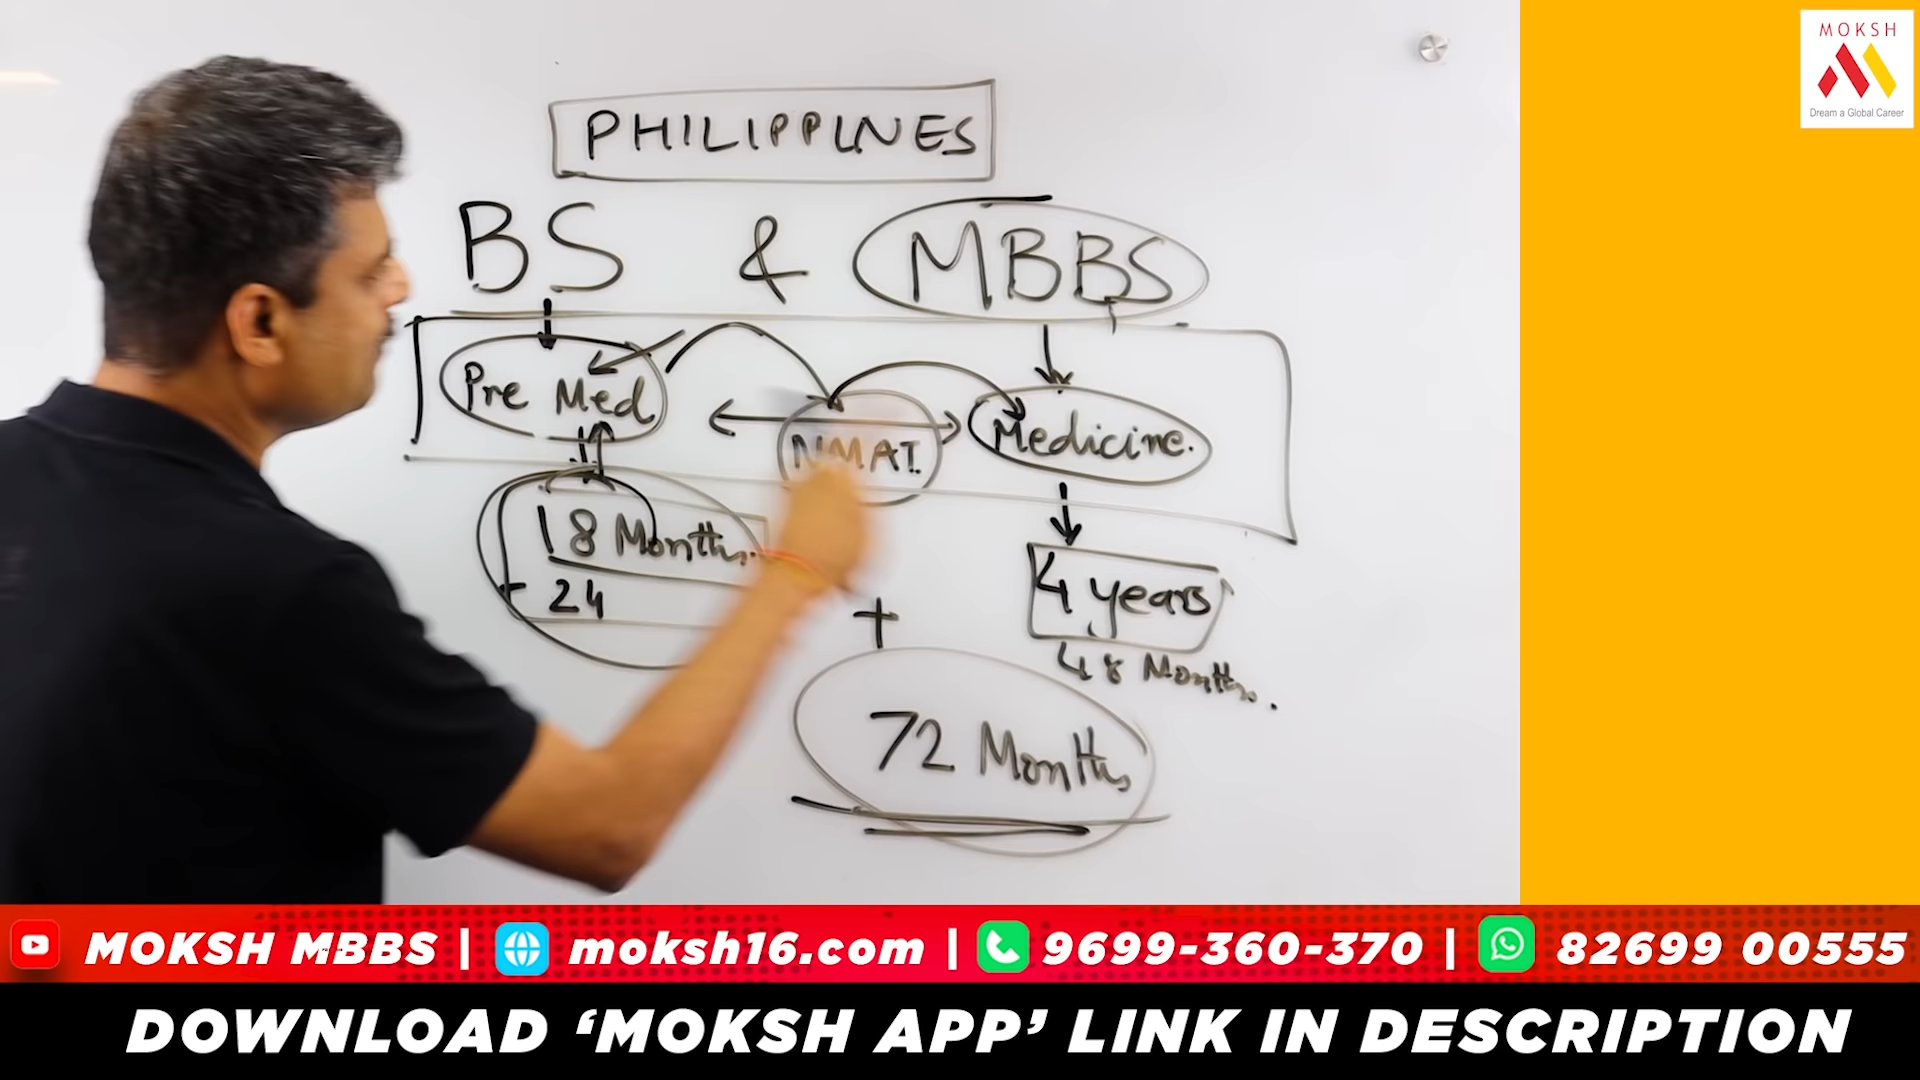 MOKSH
Dream a Global Career
PHILIPPINES
BS & MBBS
Pre Med
NMAT
Medicine.
18 Months.
- 24
4 years
48 Months.
+
72 Months
MOKSH MBBS | moksh16.com | 9699-360-370 | 82699 00555
DOWNLOAD ‘MOKSH APP’ LINK IN DESCRIPTION